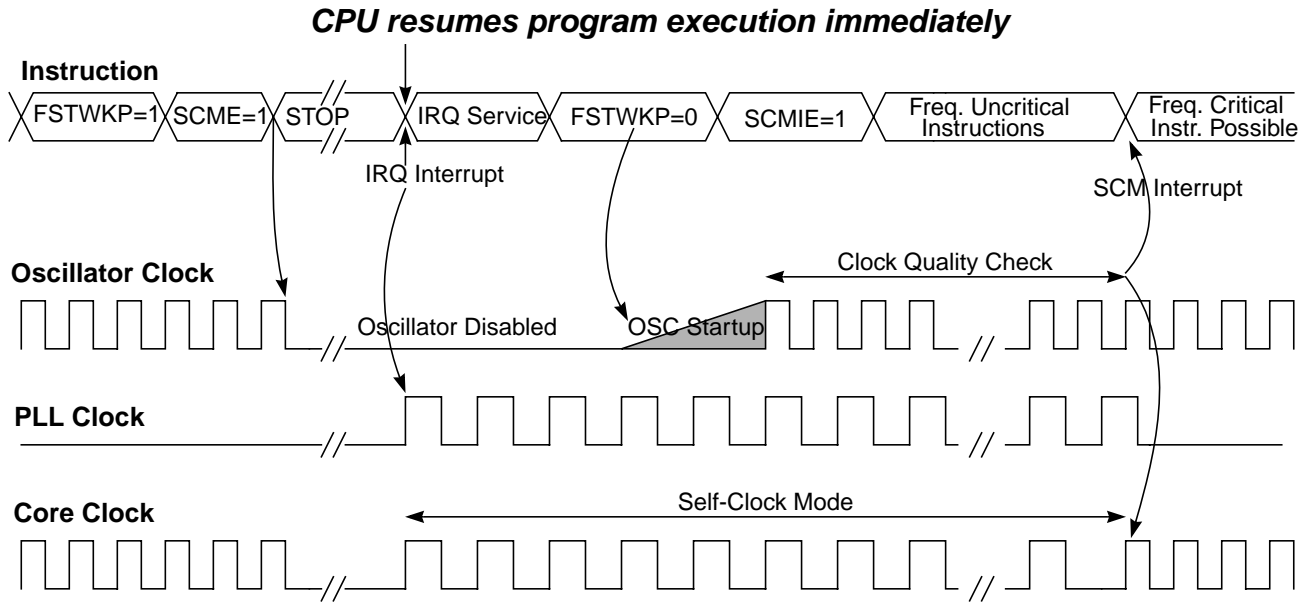 CPU resumes program execution immediately
Instruction
FSTWKP=1
SCME=1
STOP
IRQ Service
FSTWKP=0
SCMIE=1
Freq. Uncritical
Instructions
Freq. Critical
Instr. Possible
IRQ Interrupt
SCM Interrupt
Oscillator Clock
Clock Quality Check
Oscillator Disabled
OSC Startup
PLL Clock
Core Clock
Self-Clock Mode